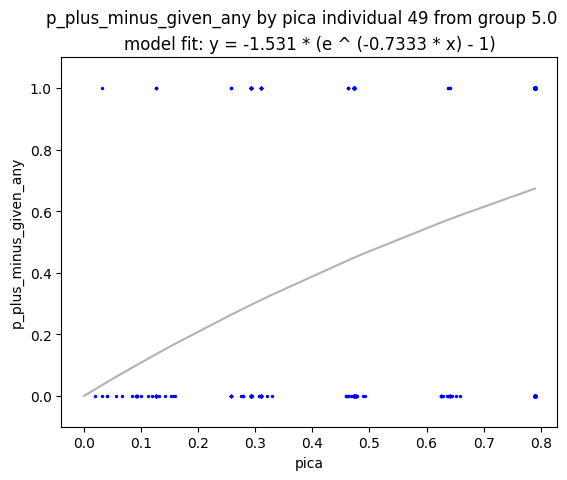 p_plus_minus_given_any by pica individual 49 from group 5.0
model fit: y = -1.531 * (e ^ (-0.7333 * x) - 1)
1.0
0.8
0.6
0.4
0.2
0.0
p_plus_minus_given_any
0.0 0.1 0.2 0.3 0.4 0.5 0.6 0.7 0.8
pica